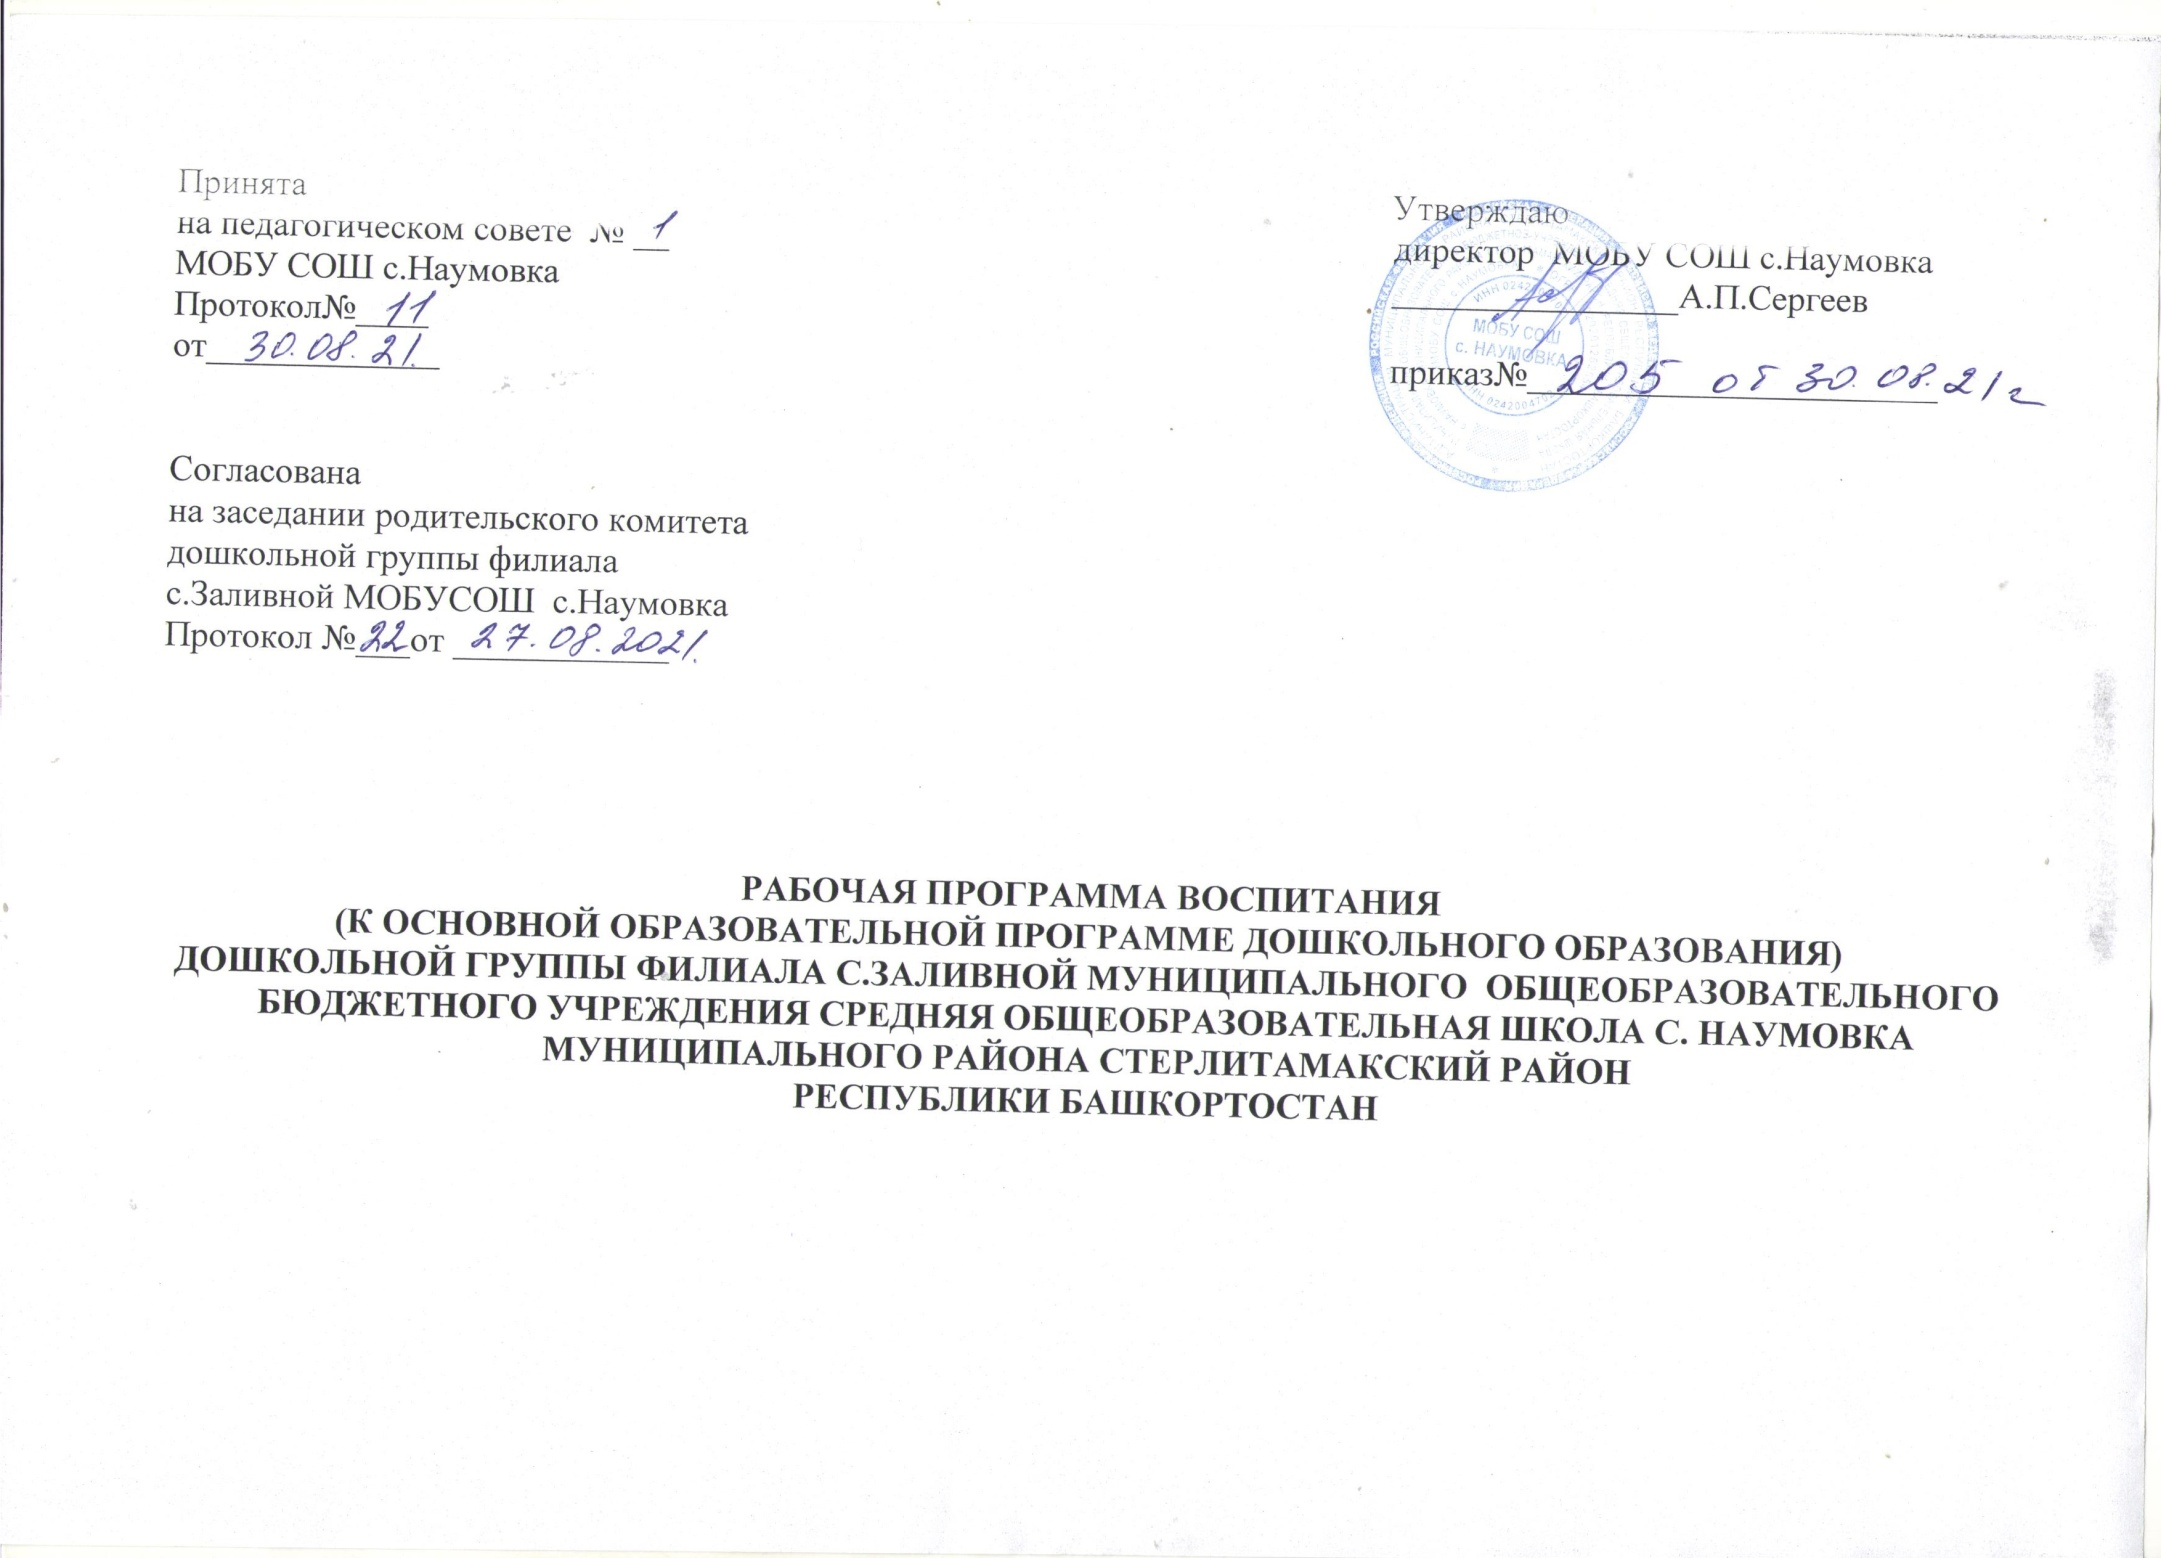 Принята
на педагогическом совете № 1
МОБУ СОШ с.Наумовка
Протокол№ 11
от 30.08.21.
Утверждаю
директор МОБУ СОШ с.Наумовка
А.П.Сергеев
МОБУ СОШ
с. НАУМОВКА
приказ№ 205 от 30.08.21г
Согласована
на заседании родительского комитета
дошкольной группы филиала
с.Заливной МОБУСОШ с.Наумовка
Протокол № 22 от 27.08.2021.
РАБОЧАЯ ПРОГРАММА ВОСПИТАНИЯ
(К ОСНОВНОЙ ОБРАЗОВАТЕЛЬНОЙ ПРОГРАММЕ ДОШКОЛЬНОГО ОБРАЗОВАНИЯ)
ДОШКОЛЬНОЙ ГРУППЫ ФИЛИАЛА С.ЗАЛИВНОЙ МУНИЦИПАЛЬНОГО ОБЩЕОБРАЗОВАТЕЛЬНОГО
БЮДЖЕТНОГО УЧРЕЖДЕНИЯ СРЕДНЯЯ ОБЩЕОБРАЗОВАТЕЛЬНАЯ ШКОЛА С. НАУМОВКА
МУНИЦИПАЛЬНОГО РАЙОНА СТЕРЛИТАМАКСКИЙ РАЙОН
РЕСПУБЛИКИ БАШКОРТОСТАН